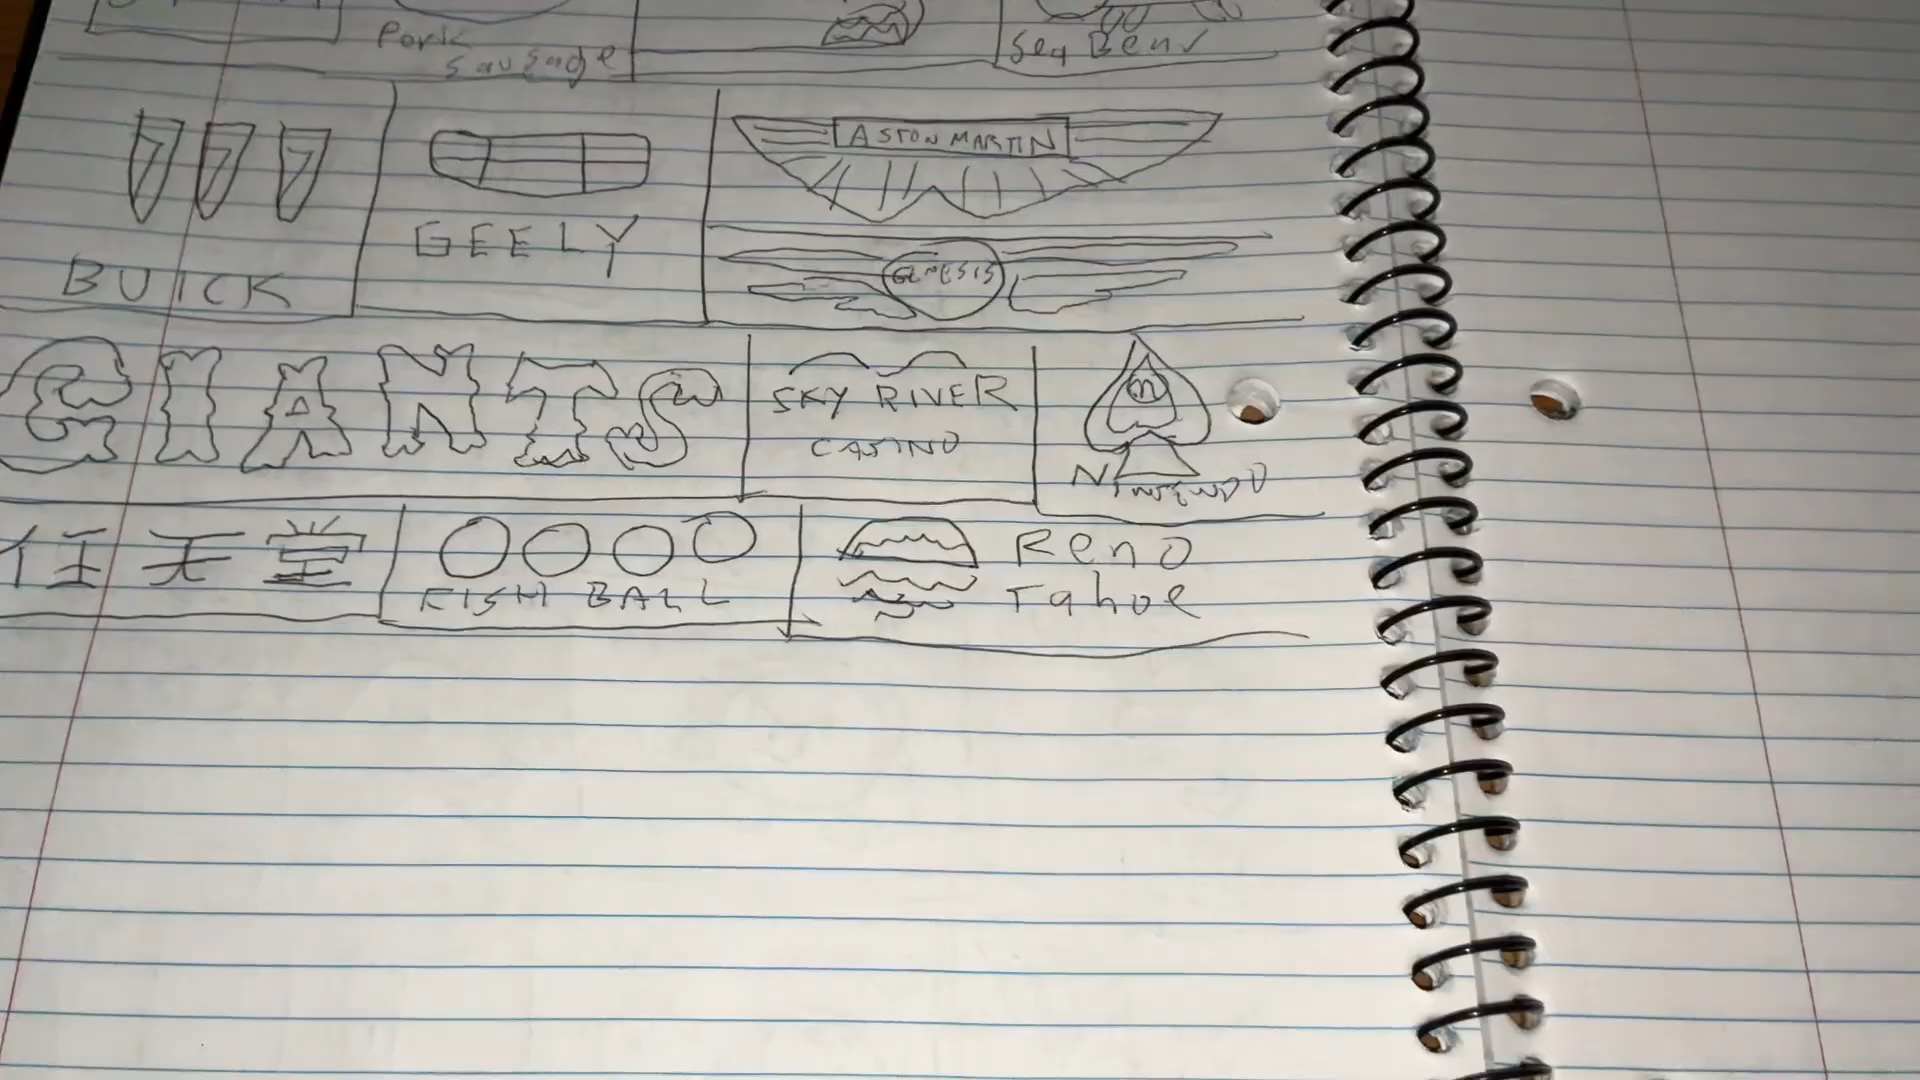 Pork
Sausage
Sea Bear
BUICK
GEELY
ASTON MARTIN
GENESIS
GIANTS
SKY RIVER
CASINO
n
NINTENDO
任天堂
FISH BALL
Reno
Tahoe